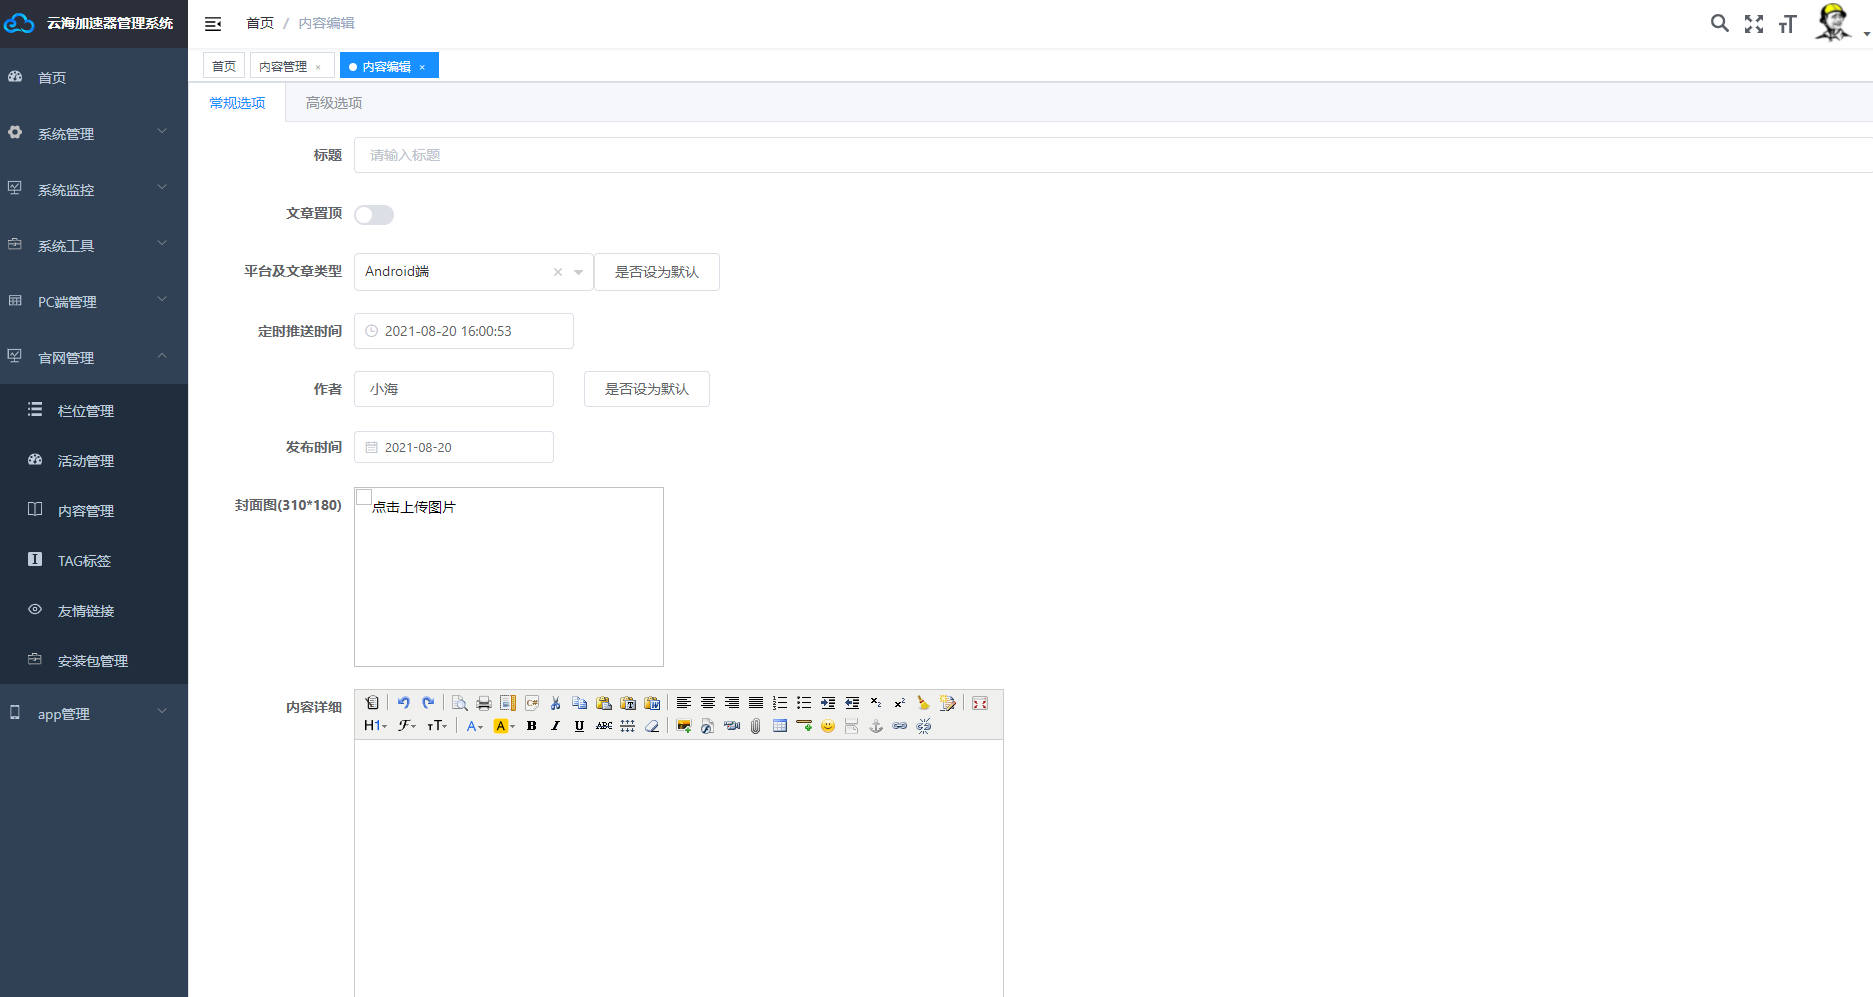 云海加速器管理系统
首页 / 内容编辑
首页 内容管理 × 内容编辑 ×
常规选项 高级选项
首页
系统管理
系统监控
系统工具
PC端管理
官网管理
栏位管理
活动管理
内容管理
TAG标签
友情链接
安装包管理
app管理
标题 请输入标题
文章置顶
平台及文章类型 Android端 是否设为默认
定时推送时间 2021-08-20 16:00:53
作者 小海 是否设为默认
发布时间 2021-08-20
封面图(310*180) 点击上传图片
内容详细